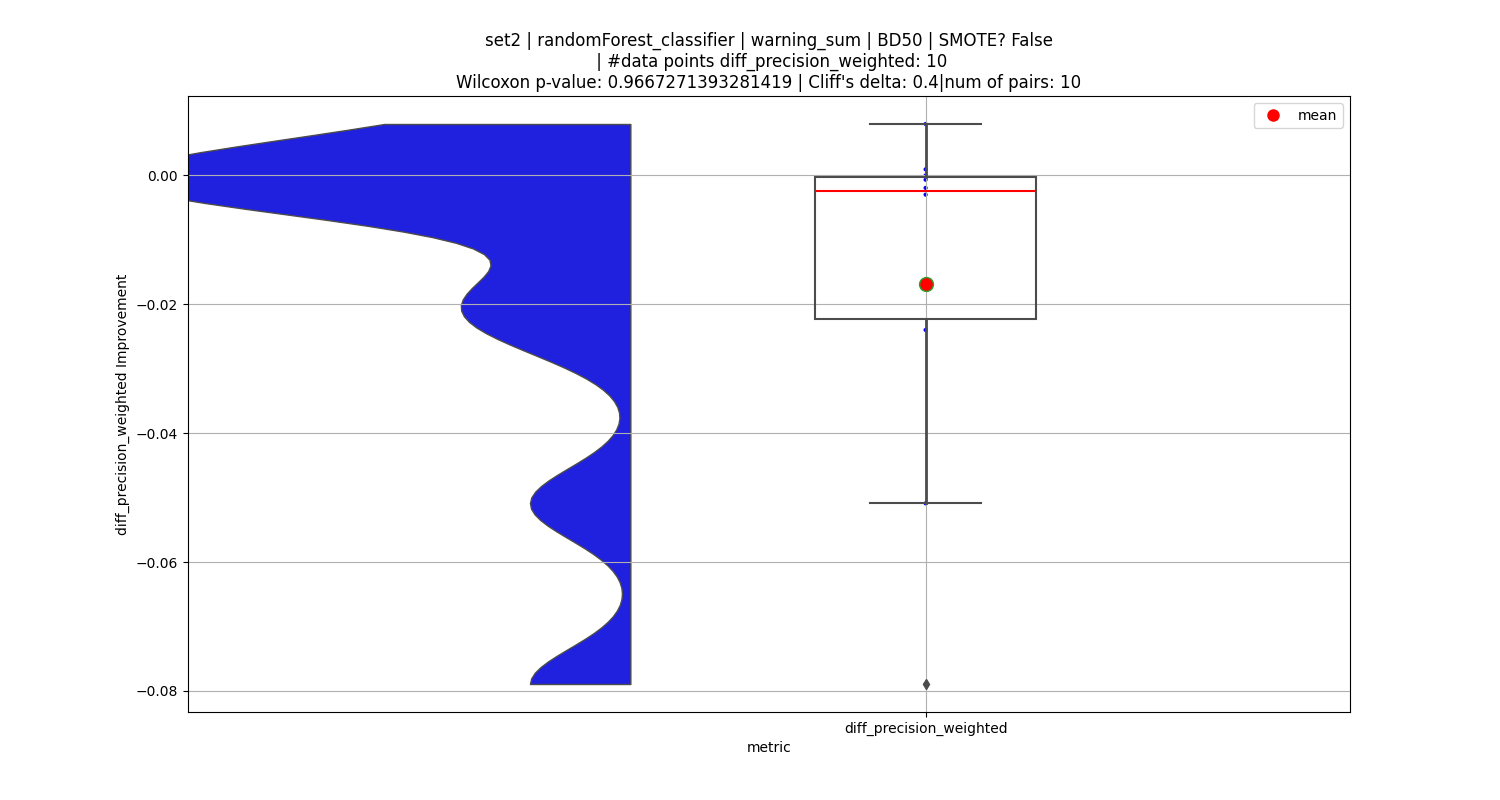 set2 | randomForest_classifier | warning_sum | BD50 | SMOTE? False
| #data points diff_precision_weighted: 10
Wilcoxon p-value: 0.9667271393281419 | Cliff's delta: 0.4|num of pairs: 10
mean
0.00
−0.02
−0.04
−0.06
−0.08
diff_precision_weighted Improvement
diff_precision_weighted
metric